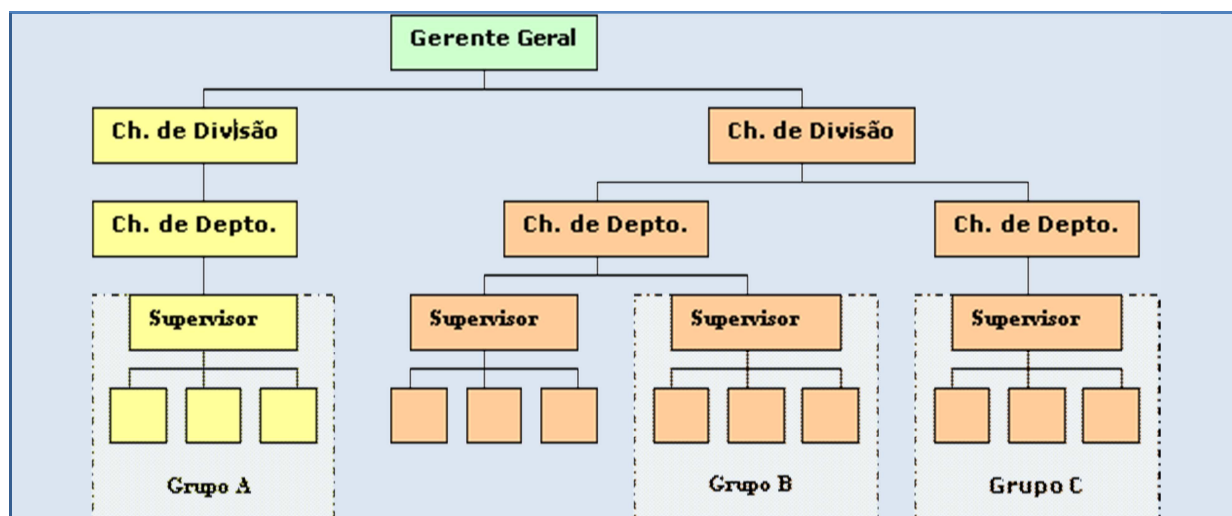 Gerente Geral
Ch. de Divisão
Ch. de Divisão
Ch. de Depto.
Ch. de Depto.
Ch. de Depto.
Supervisor
Supervisor
Supervisor
Supervisor
Grupo A
Grupo B
Grupo C